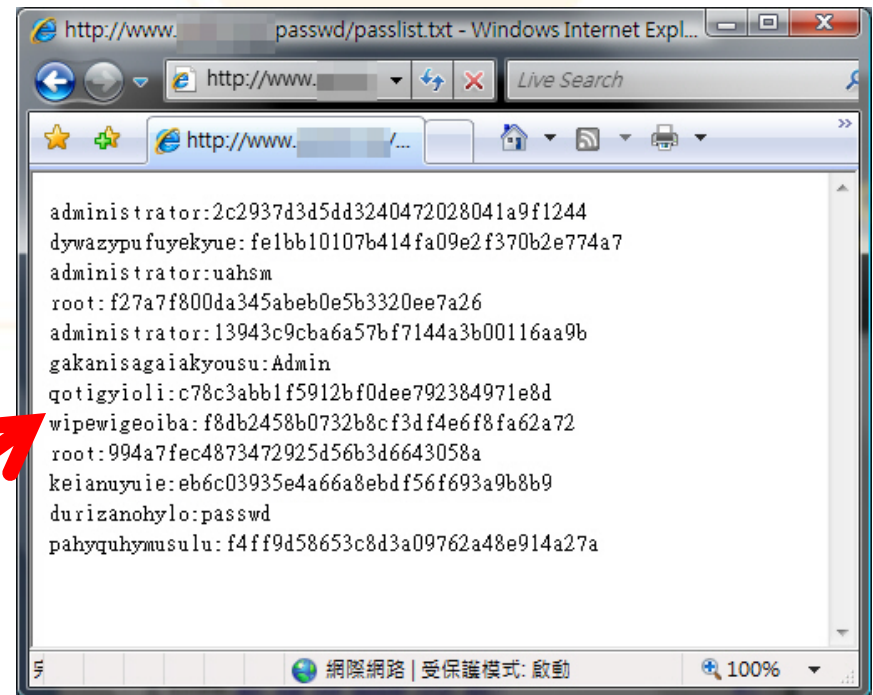 http://www. passwd/passlist.txt - Windows Internet Expl...
http://www. Live Search
http://www. /...
administrator:2c2937d3d5dd3240472028041a9f1244
dywazypufuyekyue:fe1bb10107b414fa09e2f370b2e774a7
administrator:uahsm
root:f27a7f800da345abeb0e5b3320ee7a26
administrator:13943c9cba6a57bf7144a3b00116aa9b
gakanisagaiakyousu:Admin
qotigyioli:c78c3abb1f5912bf0dee792384971e8d
wipewigeoiba:f8db2458b0732b8cf3df4e6f8fa62a72
root:994a7fec4873472925d56b3d6643058a
keianuyuie:eb6c03935e4a66a8ebdf56f693a9b8b9
durizanohylo:passwd
pahyquhymusulu:f4ff9d58653c8d3a09762a48e914a27a
網際網路 | 受保護模式: 啟動 100%